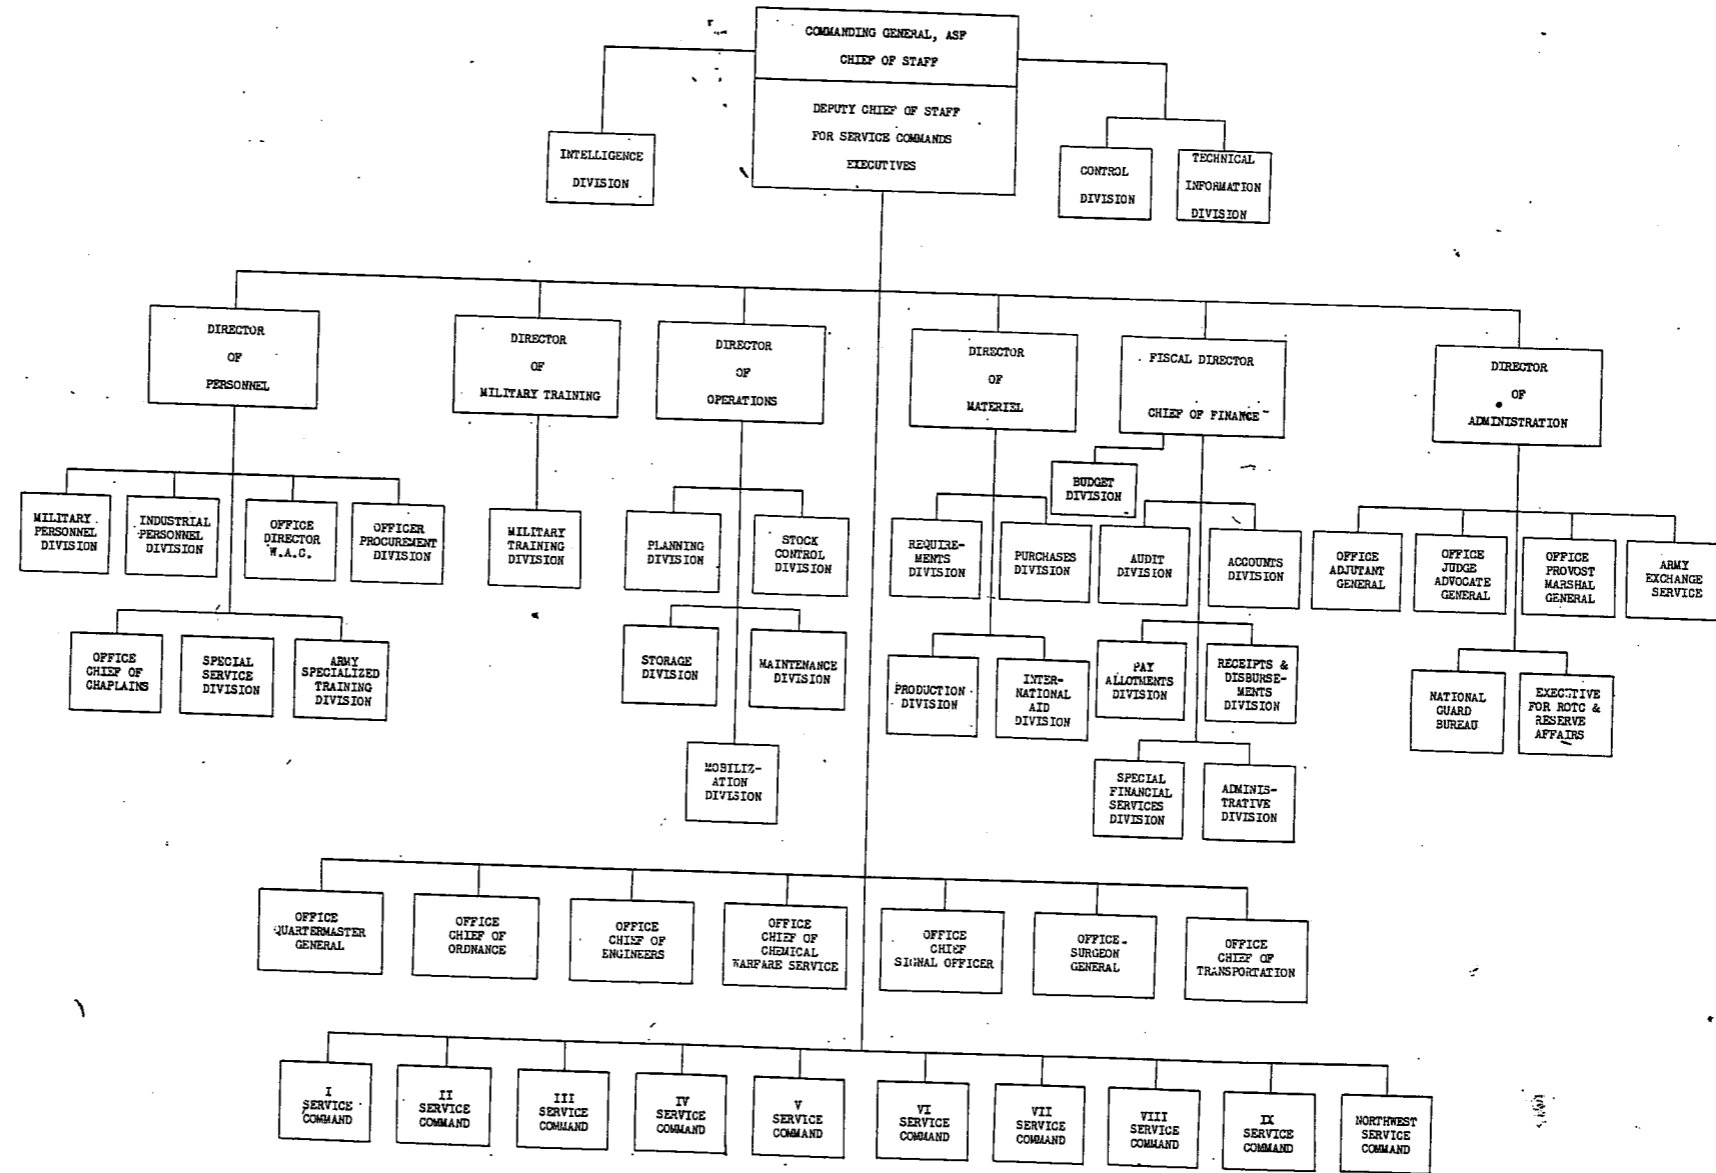 COMMANDING GENERAL, ASF
CHIEF OF STAFF
DEPUTY CHIEF OF STAFF
FOR SERVICE COMMANDS
EXECUTIVES
INTELLIGENCE
DIVISION
CONTROL
DIVISION
TECHNICAL
INFORMATION
DIVISION
DIRECTOR
OF
PERSONNEL
DIRECTOR
OF
MILITARY TRAINING
DIRECTOR
OF
OPERATIONS
DIRECTOR
OF
MATERIEL
FISCAL DIRECTOR
CHIEF OF FINANCE
DIRECTOR
OF
ADMINISTRATION
MILITARY
PERSONNEL
DIVISION
INDUSTRIAL
PERSONNEL
DIVISION
OFFICE
DIRECTOR
W.A.C.
OFFICER
PROCUREMENT
DIVISION
OFFICE
CHIEF OF
CHAPLAINS
SPECIAL
SERVICE
DIVISION
ARMY
SPECIALIZED
TRAINING
DIVISION
MILITARY
TRAINING
DIVISION
PLANNING
DIVISION
STOCK
CONTROL
DIVISION
STORAGE
DIVISION
MAINTENANCE
DIVISION
MOBILIZ-
ATION
DIVISION
REQUIRE-
MENTS
DIVISION
PURCHASES
DIVISION
PRODUCTION
DIVISION
INTER-
NATIONAL
AID
DIVISION
BUDGET
DIVISION
AUDIT
DIVISION
ACCOUNTS
DIVISION
PAY
ALLOTMENTS
DIVISION
RECEIPTS &
DISBURSE-
MENTS
DIVISION
SPECIAL
FINANCIAL
SERVICES
DIVISION
ADMINIS-
TRATIVE
DIVISION
OFFICE
ADJUTANT
GENERAL
OFFICE
JUDGE
ADVOCATE
GENERAL
OFFICE
PROVOST
MARSHAL
GENERAL
ARMY
EXCHANGE
SERVICE
NATIONAL
GUARD
BUREAU
EXECUTIVE
FOR ROTC &
RESERVE
AFFAIRS
OFFICE
QUARTERMASTER
GENERAL
OFFICE
CHIEF OF
ORDNANCE
OFFICE
CHIEF OF
ENGINEERS
OFFICE
CHIEF OF
CHEMICAL
WARFARE SERVICE
OFFICE
CHIEF
SIGNAL OFFICER
OFFICE
SURGEON
GENERAL
OFFICE
CHIEF OF
TRANSPORTATION
I
SERVICE
COMMAND
II
SERVICE
COMMAND
III
SERVICE
COMMAND
IV
SERVICE
COMMAND
V
SERVICE
COMMAND
VI
SERVICE
COMMAND
VII
SERVICE
COMMAND
VIII
SERVICE
COMMAND
IX
SERVICE
COMMAND
NORTHWEST
SERVICE
COMMAND